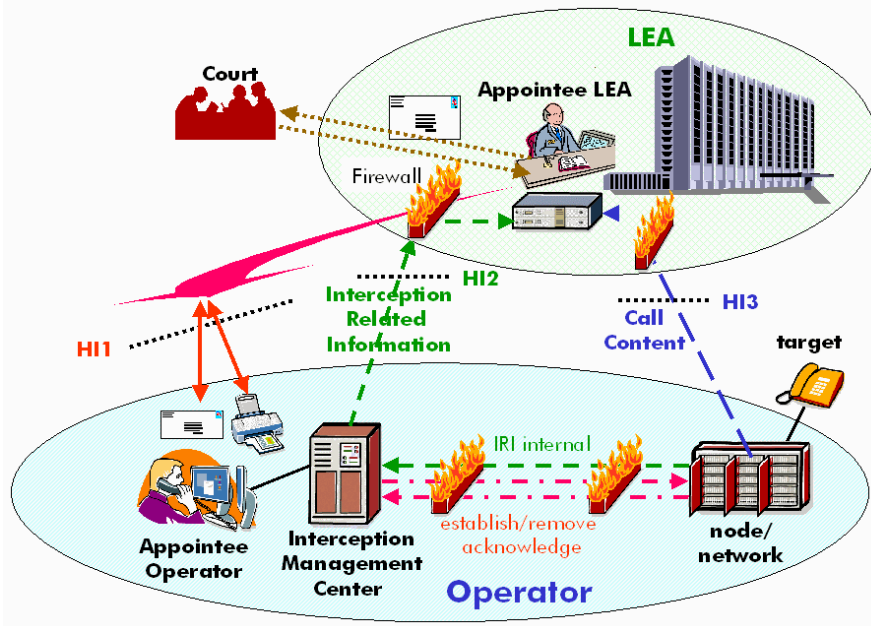 LEA
Court
Appointee LEA
Firewall
HI2
Interception
Related
Information
HI3
Call
Content
HI1
target
IRI internal
establish/remove
acknowledge
node/
network
Appointee
Operator
Interception
Management
Center
Operator